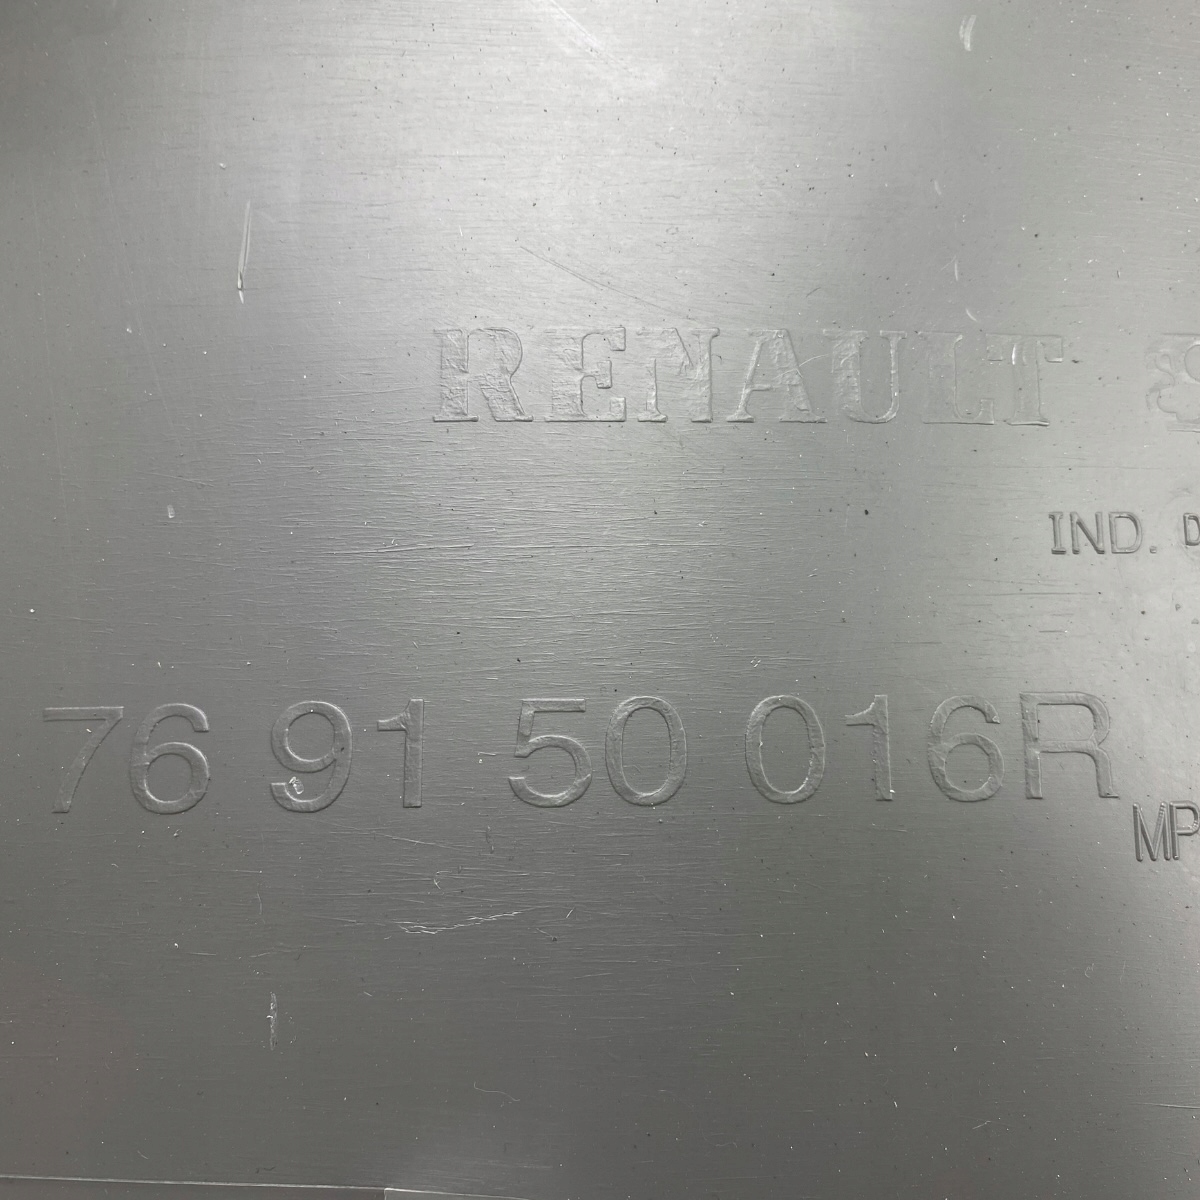 RENAULT
IND.
76 91 50 016R
MP